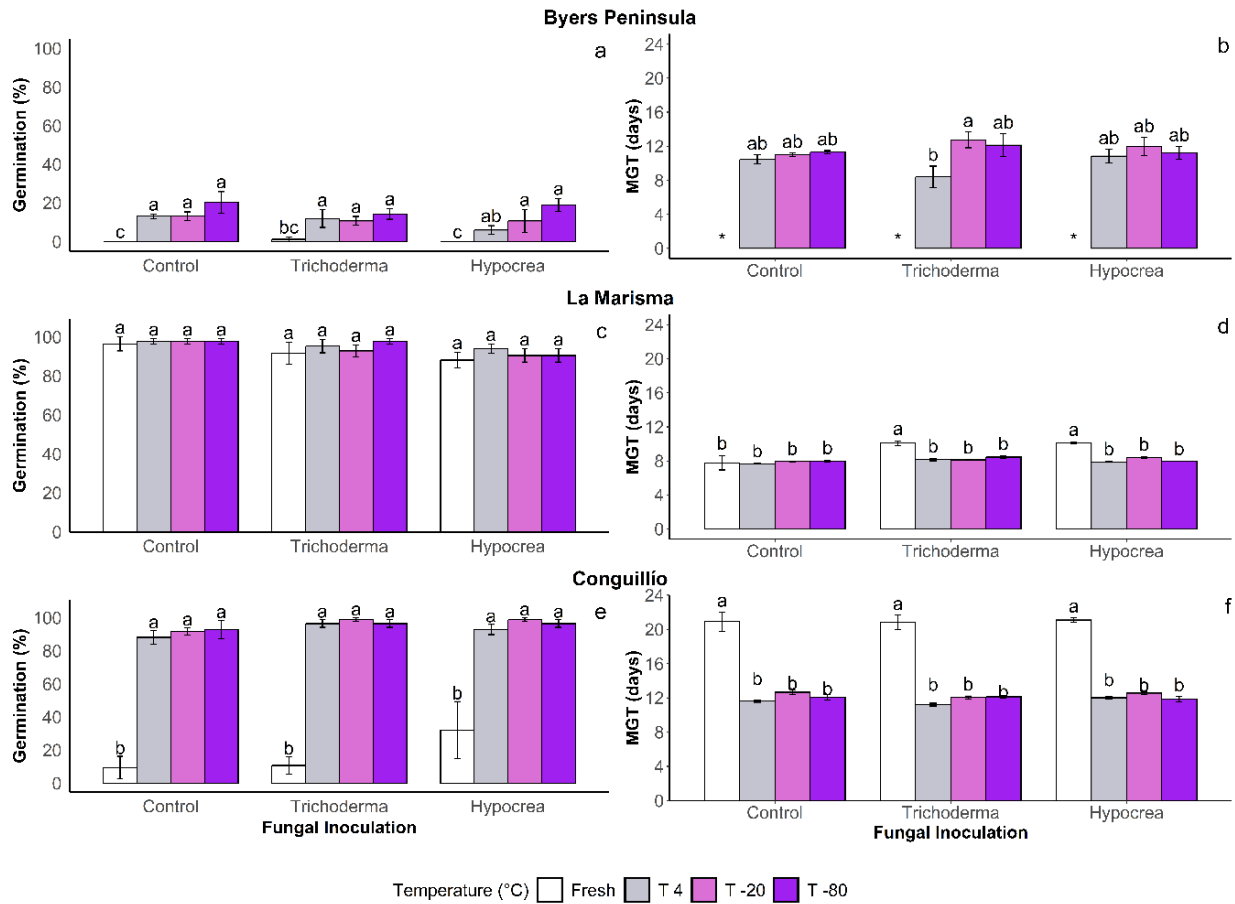 Byers Peninsula
Germination (%)
100
80
60
40
20
0
a
c a a a
bc a a a
c ab a a
Control Trichoderma Hypocrea
MGT (days)
24
20
16
12
8
4
0
b
* ab ab ab
* b a ab
* ab ab ab
Control Trichoderma Hypocrea
La Marisma
Germination (%)
100
80
60
40
20
0
c
a a a a
a a a a
a a a a
Control Trichoderma Hypocrea
MGT (days)
24
20
16
12
8
4
0
d
b b b b
a b b b
a b b b
Control Trichoderma Hypocrea
Conguillío
Germination (%)
100
80
60
40
20
0
e
b a a a
b a a a
b a a a
Control Trichoderma Hypocrea
Fungal Inoculation
MGT (days)
24
20
16
12
8
4
0
f
a b b b
a b b b
a b b b
Control Trichoderma Hypocrea
Fungal Inoculation
Temperature (°C) Fresh T 4 T -20 T -80